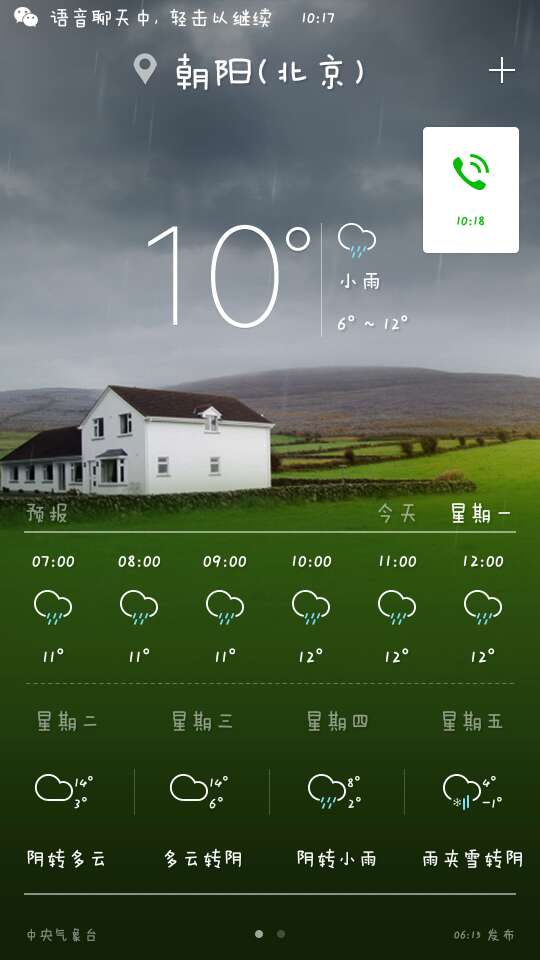 语音聊天中, 轻击以继续 10:17
朝阳(北京)
10:18
10°
小雨
6° ~ 12°
预报 今天 星期一
07:00 08:00 09:00 10:00 11:00 12:00
11° 11° 11° 12° 12° 12°
星期二 星期三 星期四 星期五
14° 14° 8° 4°
3° 6° 2° -1°
阴转多云 多云转阴 阴转小雨 雨夹雪转阴
中央气象台 06:13 发布